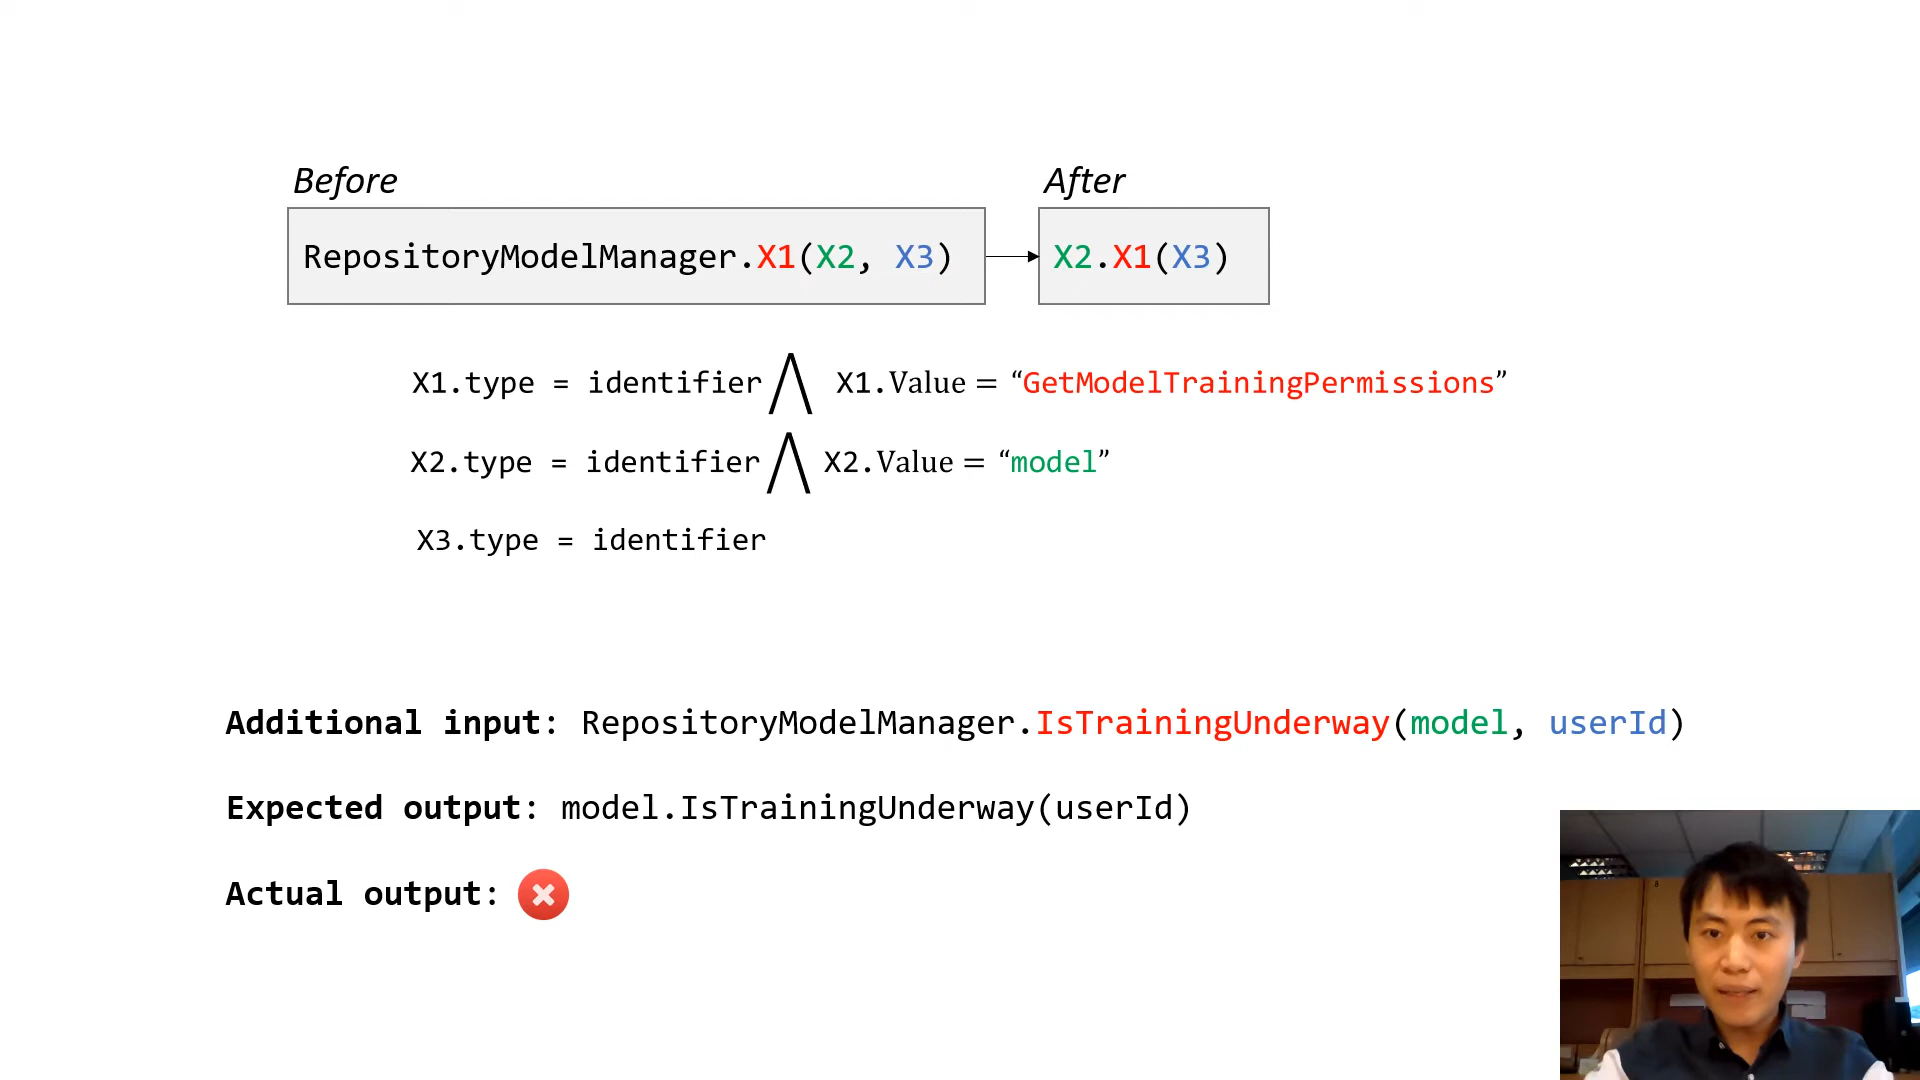 Before
After
RepositoryModelManager.X1(X2, X3)
X2.X1(X3)
X1.type = identifier ⋀ X1.Value = “GetModelTrainingPermissions”
X2.type = identifier ⋀ X2.Value = “model”
X3.type = identifier
Additional input: RepositoryModelManager.IsTrainingUnderway(model, userId)
Expected output: model.IsTrainingUnderway(userId)
Actual output: